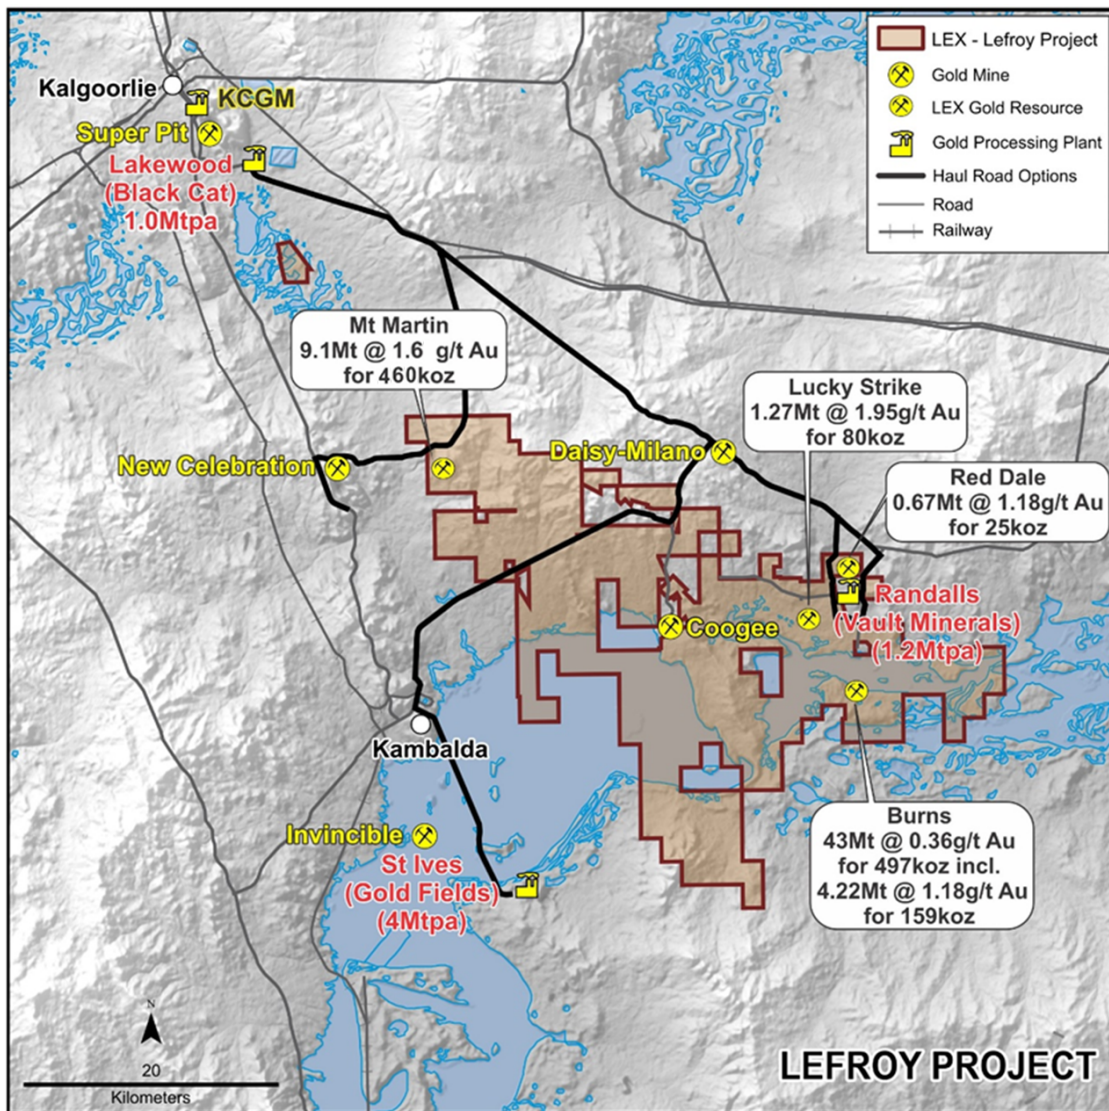 LEX - Lefroy Project
Gold Mine
LEX Gold Resource
Gold Processing Plant
Haul Road Options
Road
Railway
Kalgoorlie
KCGM
Super Pit
Lakewood
(Black Cat)
1.0Mtpa
Mt Martin
9.1Mt @ 1.6 g/t Au
for 460koz
Lucky Strike
1.27Mt @ 1.95g/t Au
for 80koz
New Celebration
Daisy-Milano
Red Dale
0.67Mt @ 1.18g/t Au
for 25koz
Randalls
(Vault Minerals)
(1.2Mtpa)
Coogee
Kambalda
Invincible
St Ives
(Gold Fields)
(4Mtpa)
Burns
43Mt @ 0.36g/t Au
for 497koz incl.
4.22Mt @ 1.18g/t Au
for 159koz
N
20
Kilometers
LEFROY PROJECT